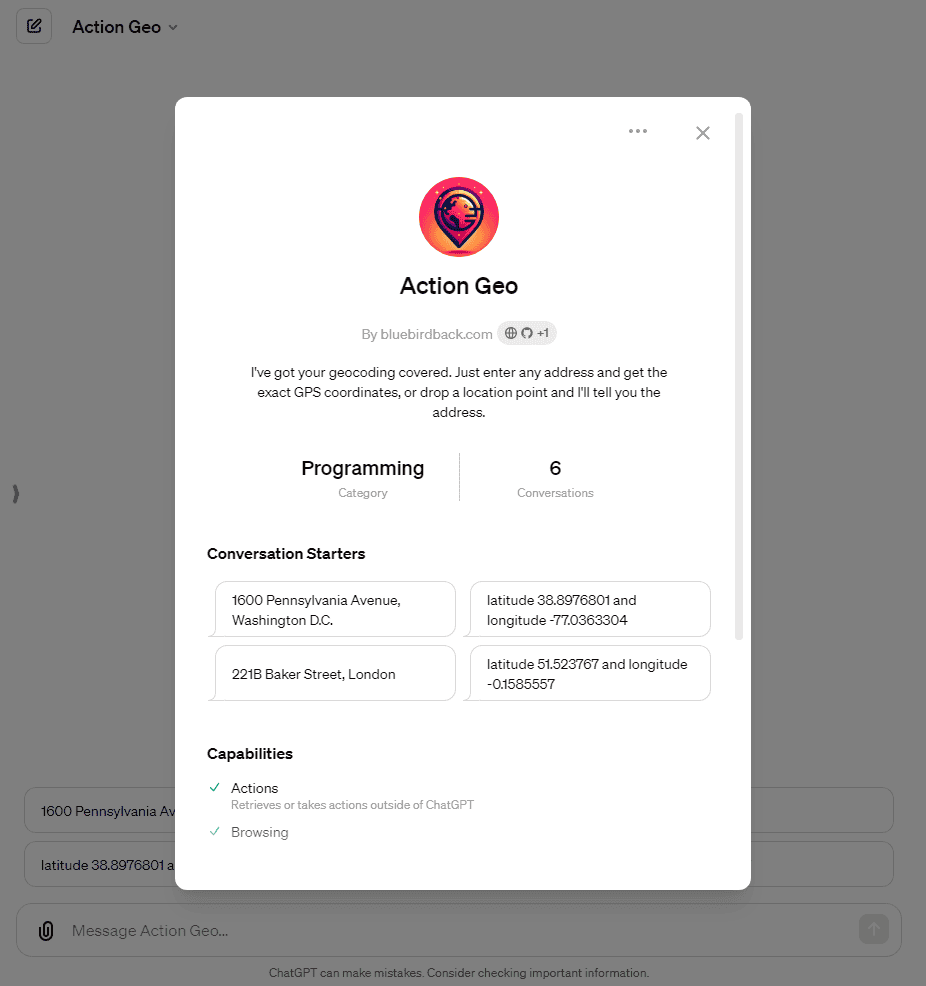 Action Geo
Action Geo
By bluebirdback.com +1
I've got your geocoding covered. Just enter any address and get the
exact GPS coordinates, or drop a location point and I'll tell you the
address.
Programming
Category
6
Conversations
Conversation Starters
1600 Pennsylvania Avenue,
Washington D.C.
latitude 38.8976801 and
longitude -77.0363304
221B Baker Street, London
latitude 51.523767 and longitude
-0.1585557
Capabilities
Actions
Retrieves or takes actions outside of ChatGPT
Browsing
1600 Pennsylvania Av
latitude 38.8976801 a
Message Action Geo...
ChatGPT can make mistakes. Consider checking important information.